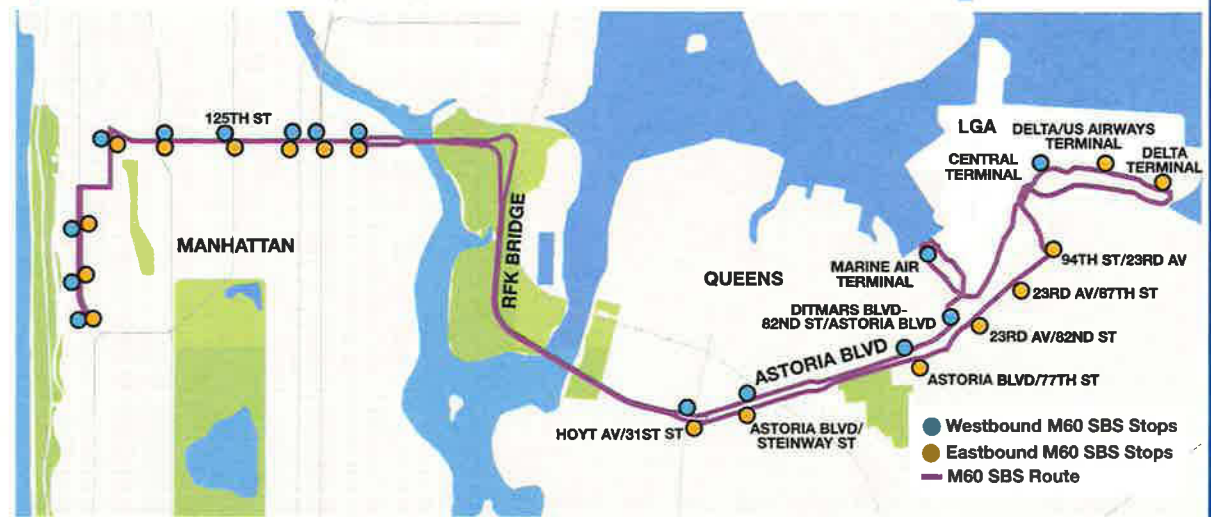 125TH ST
MANHATTAN
RFK BRIDGE
QUEENS
LGA
DELTA/US AIRWAYS
TERMINAL
DELTA
TERMINAL
CENTRAL
TERMINAL
MARINE AIR
TERMINAL
94TH ST/23RD AV
23RD AV/87TH ST
DITMARS BLVD-
82ND ST/ASTORIA BLVD
23RD AV/82ND ST
ASTORIA BLVD
ASTORIA BLVD/77TH ST
HOYT AV/31ST ST
ASTORIA BLVD/
STEINWAY ST
Westbound M60 SBS Stops
Eastbound M60 SBS Stops
M60 SBS Route